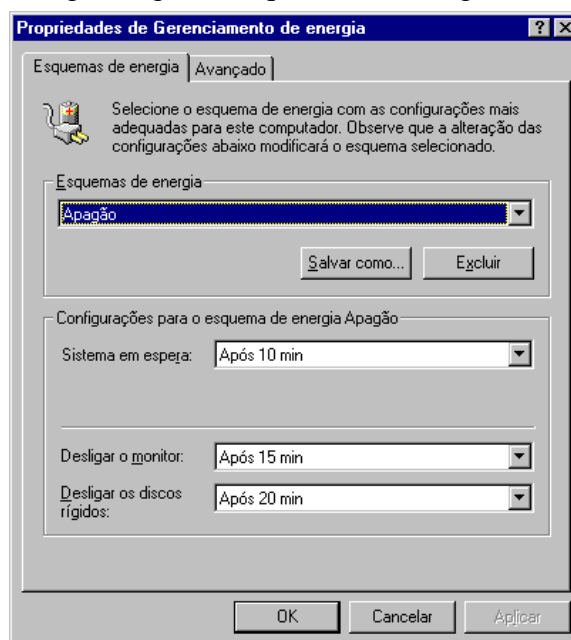 Propriedades de Gerenciamento de energia
Esquemas de energia
Avançado
Selecione o esquema de energia com as configurações mais
adequadas para este computador. Observe que a alteração das
configurações abaixo modificará o esquema selecionado.
Esquemas de energia
Apagão
Salvar como...
Excluir
Configurações para o esquema de energia Apagão
Sistema em espera:
Após 10 min
Desligar o monitor:
Após 15 min
Desligar os discos
rígidos:
Após 20 min
OK
Cancelar
Aplicar